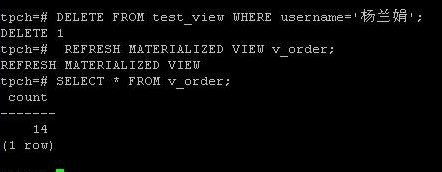 tpch=# DELETE FROM test_view WHERE username='杨兰娟';
DELETE 1
tpch=#  REFRESH MATERIALIZED VIEW v_order;
REFRESH MATERIALIZED VIEW
tpch=# SELECT * FROM v_order;
 count
-------
    14
(1 row)